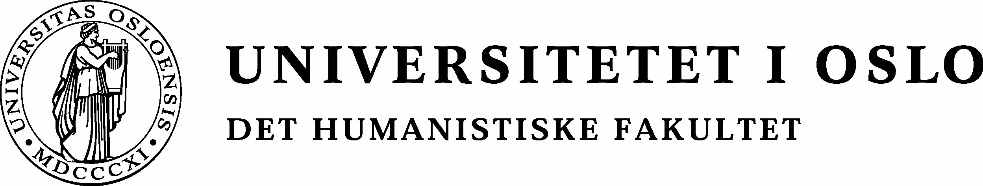 UNIVERSITAS OSLOENSIS
MDCCCXI
UNIVERSITETET I OSLO
DET HUMANISTISKE FAKULTET